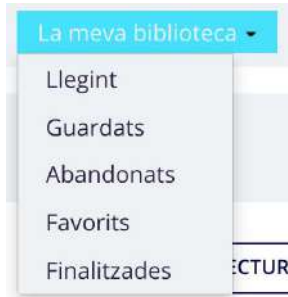 La meva biblioteca
Llegint
Guardats
Abandonats
Favorits
Finalitzades